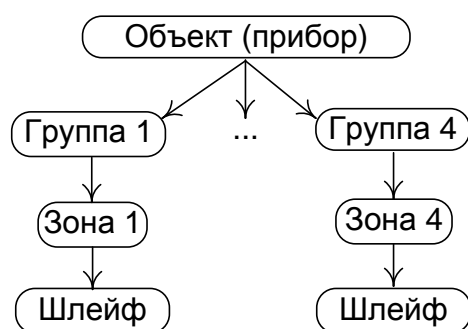 Объект (прибор)
Группа 1
...
Группа 4
Зона 1
Зона 4
Шлейф
Шлейф